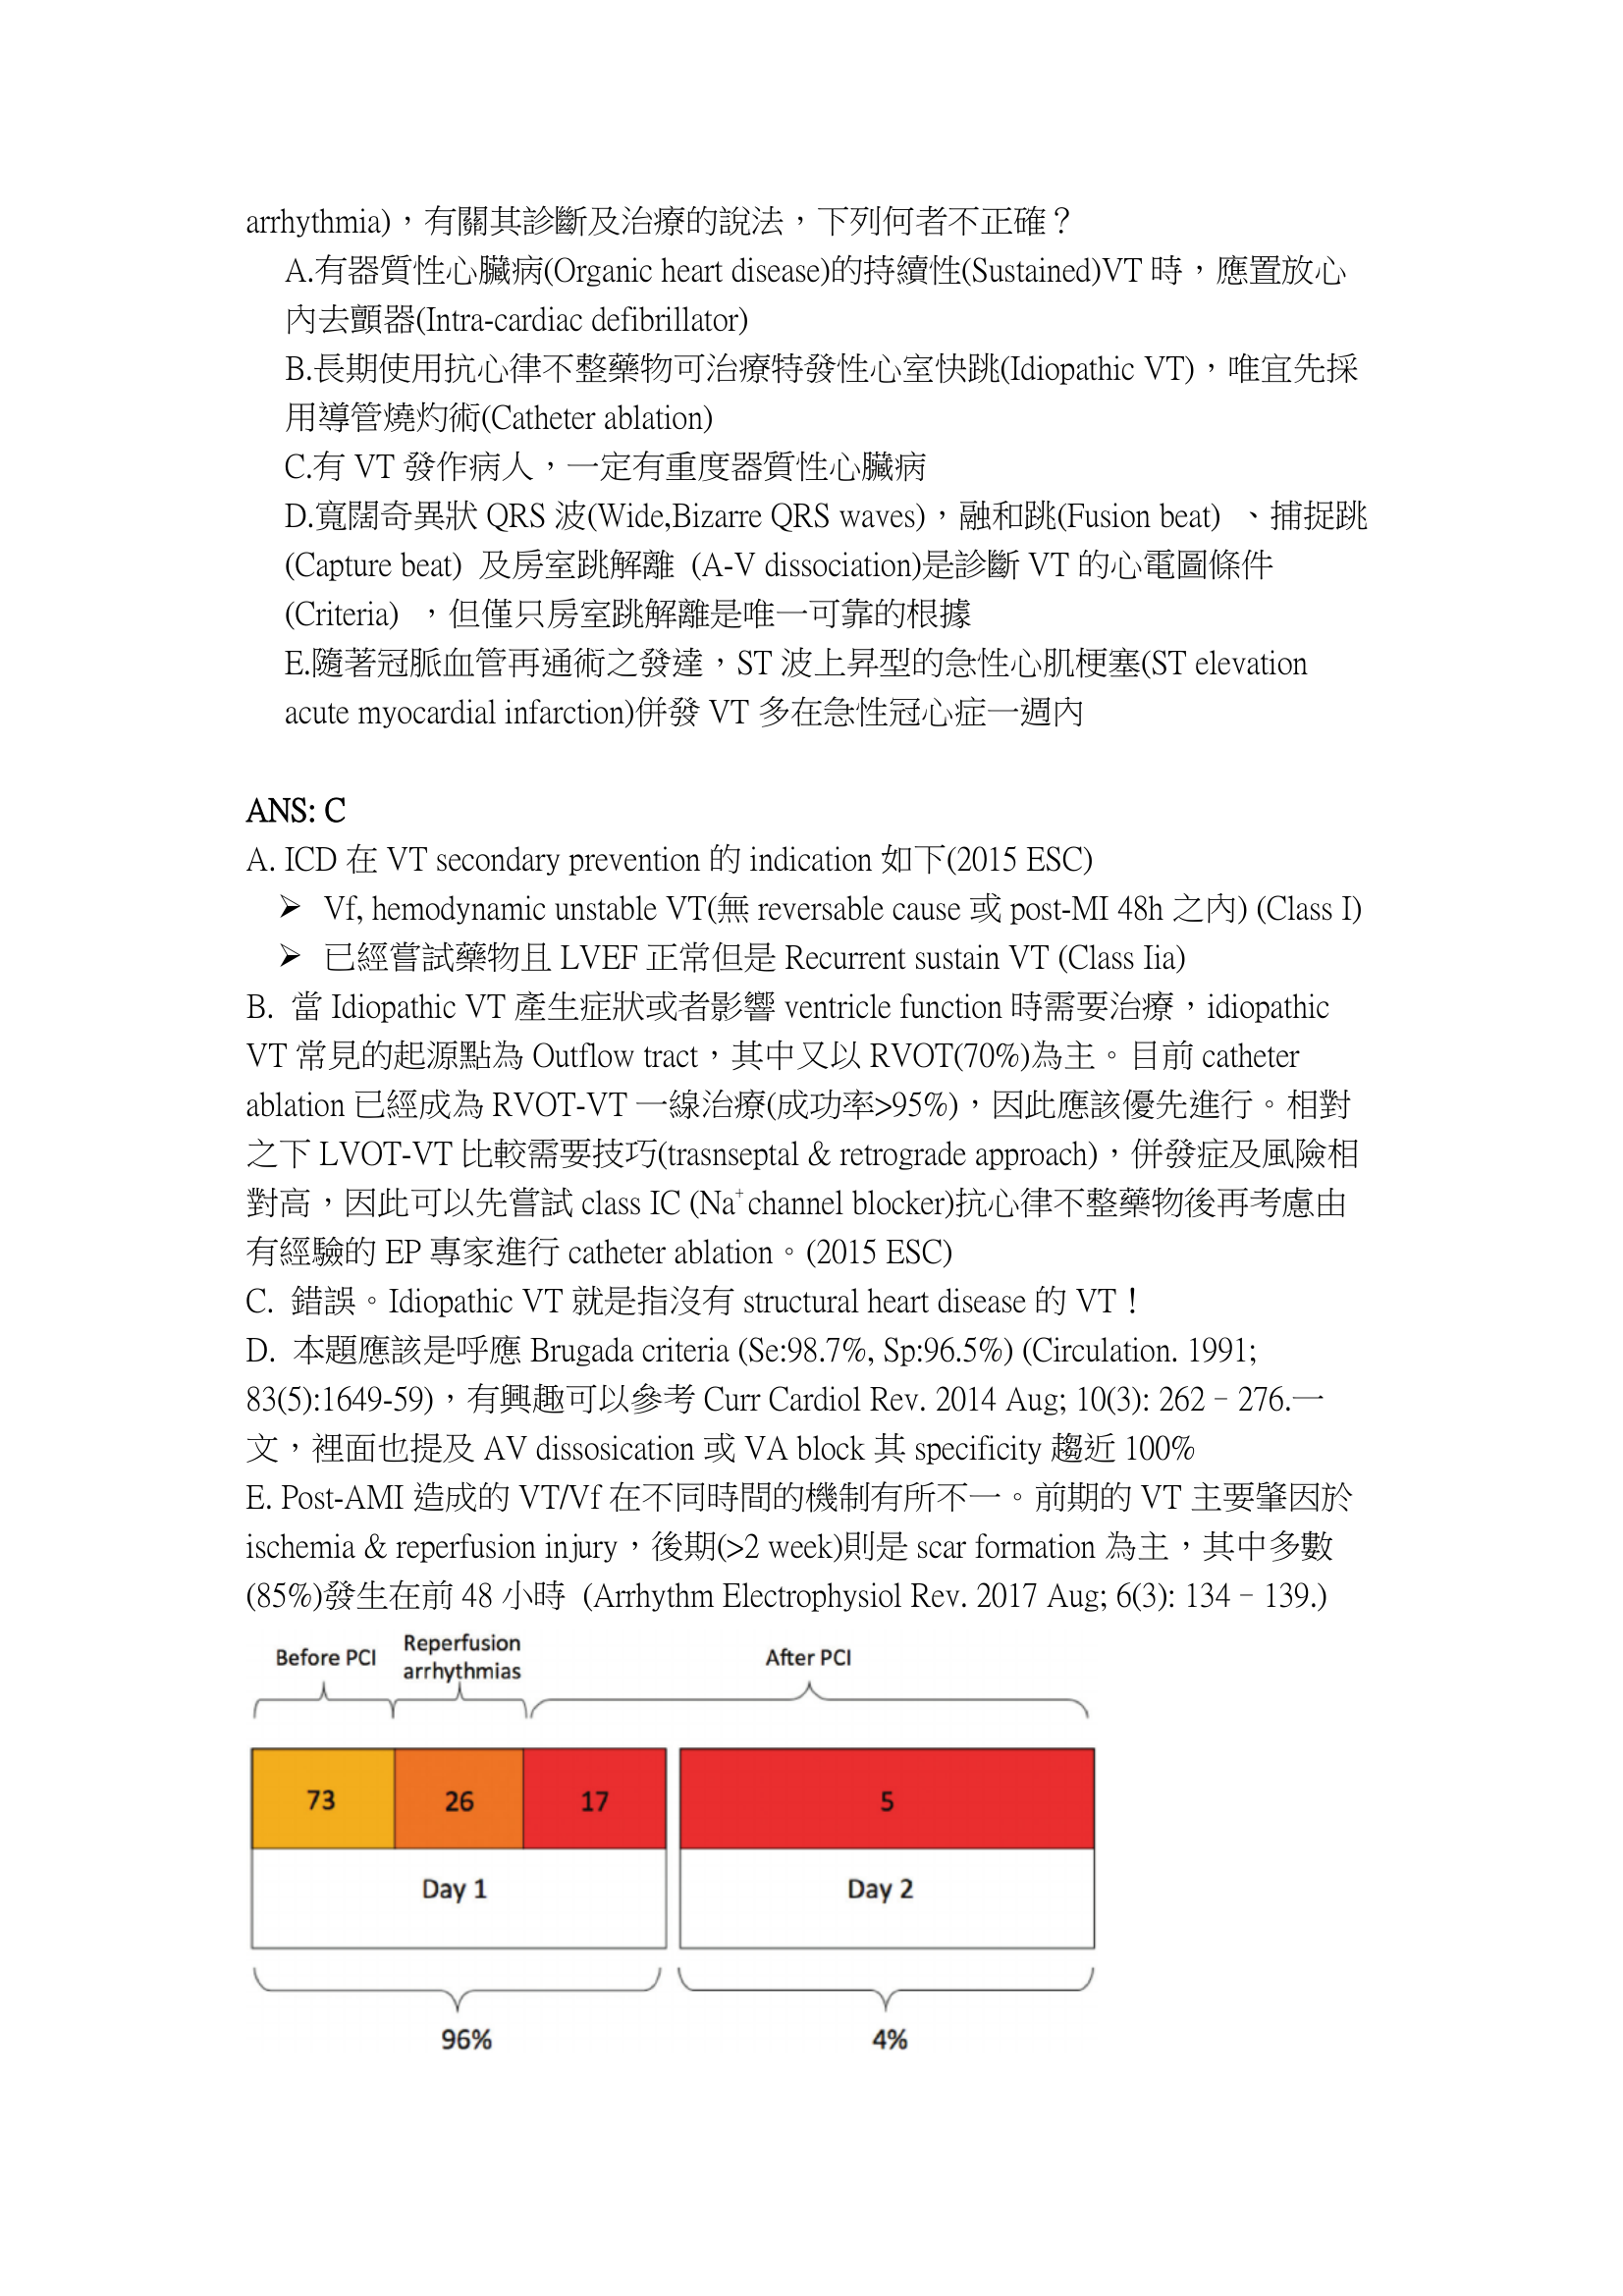 arrhythmia)，有關其診斷及治療的說法，下列何者不正確？
A.有器質性心臟病(Organic heart disease)的持續性(Sustained)VT 時，應置放心
內去顫器(Intra-cardiac defibrillator)
B.長期使用抗心律不整藥物可治療特發性心室快跳(Idiopathic VT)，唯宜先採
用導管燒灼術(Catheter ablation)
C.有 VT 發作病人，一定有重度器質性心臟病
D.寬闊奇異狀 QRS 波(Wide,Bizarre QRS waves)，融和跳(Fusion beat) 、捕捉跳
(Capture beat) 及房室跳解離 (A-V dissociation)是診斷 VT 的心電圖條件
(Criteria) ，但僅只房室跳解離是唯一可靠的根據
E.隨著冠脈血管再通術之發達，ST 波上昇型的急性心肌梗塞(ST elevation
acute myocardial infarction)併發 VT 多在急性冠心症一週內
ANS: C
A. ICD 在 VT secondary prevention 的 indication 如下(2015 ESC)
➢ Vf, hemodynamic unstable VT(無 reversable cause 或 post-MI 48h 之內) (Class I)
➢ 已經嘗試藥物且 LVEF 正常但是 Recurrent sustain VT (Class Iia)
B. 當 Idiopathic VT 產生症狀或者影響 ventricle function 時需要治療，idiopathic
VT 常見的起源點為 Outflow tract，其中又以 RVOT(70%)為主。目前 catheter
ablation 已經成為 RVOT-VT 一線治療(成功率>95%)，因此應該優先進行。相對
之下 LVOT-VT 比較需要技巧(trasnseptal & retrograde approach)，併發症及風險相
對高，因此可以先嘗試 class IC (Na⁺ channel blocker)抗心律不整藥物後再考慮由
有經驗的 EP 專家進行 catheter ablation。(2015 ESC)
C. 錯誤。Idiopathic VT 就是指沒有 structural heart disease 的 VT！
D. 本題應該是呼應 Brugada criteria (Se:98.7%, Sp:96.5%) (Circulation. 1991;
83(5):1649-59)，有興趣可以參考 Curr Cardiol Rev. 2014 Aug; 10(3): 262–276.一
文，裡面也提及 AV dissosication 或 VA block 其 specificity 趨近 100%
E. Post-AMI 造成的 VT/Vf 在不同時間的機制有所不一。前期的 VT 主要肇因於
ischemia & reperfusion injury，後期(>2 week)則是 scar formation 為主，其中多數
(85%)發生在前 48 小時 (Arrhythm Electrophysiol Rev. 2017 Aug; 6(3): 134–139.)
Before PCI
Reperfusion
arrhythmias
After PCI
73
26
17
5
Day 1
Day 2
96%
4%